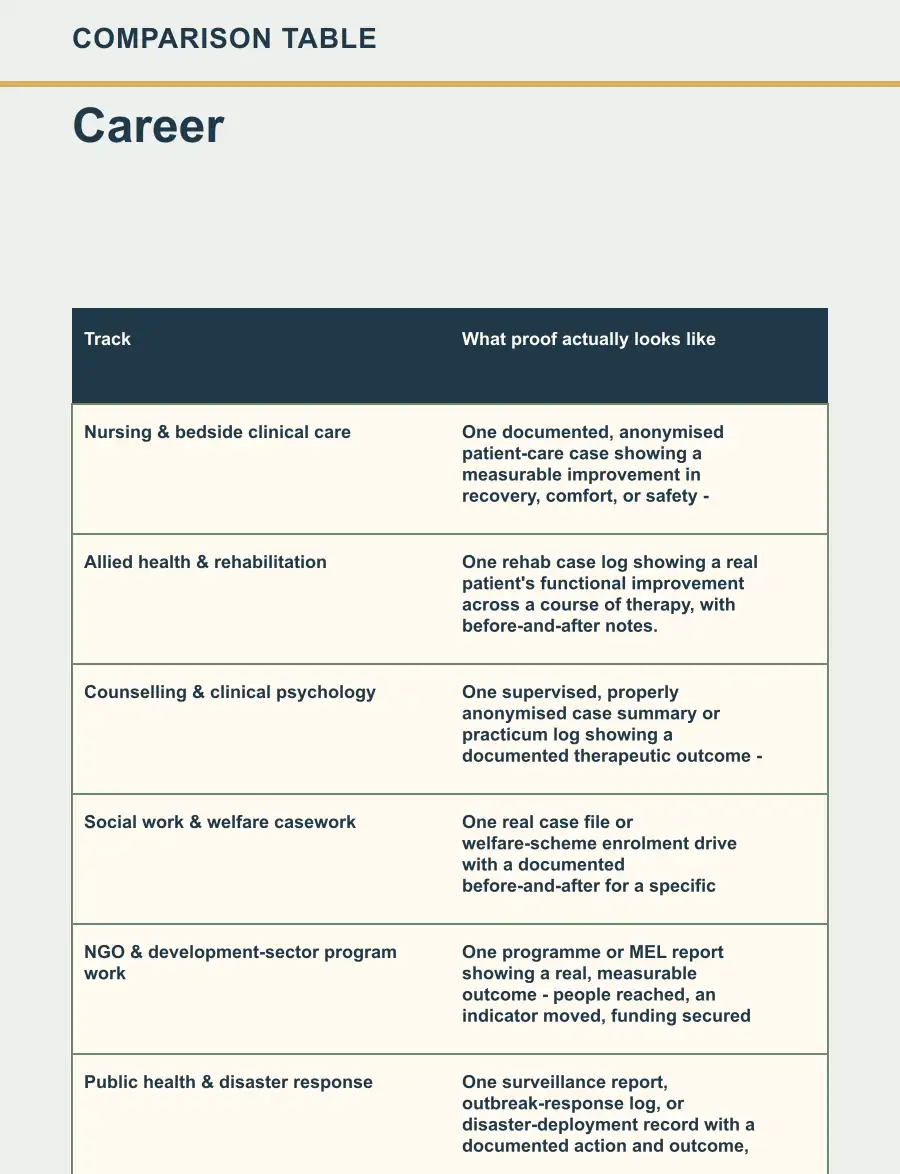 COMPARISON TABLE
Career
Track
What proof actually looks like
Nursing & bedside clinical care
One documented, anonymised
patient-care case showing a
measurable improvement in
recovery, comfort, or safety -
Allied health & rehabilitation
One rehab case log showing a real
patient's functional improvement
across a course of therapy, with
before-and-after notes.
Counselling & clinical psychology
One supervised, properly
anonymised case summary or
practicum log showing a
documented therapeutic outcome -
Social work & welfare casework
One real case file or
welfare-scheme enrolment drive
with a documented
before-and-after for a specific
NGO & development-sector program
work
One programme or MEL report
showing a real, measurable
outcome - people reached, an
indicator moved, funding secured
Public health & disaster response
One surveillance report,
outbreak-response log, or
disaster-deployment record with a
documented action and outcome,